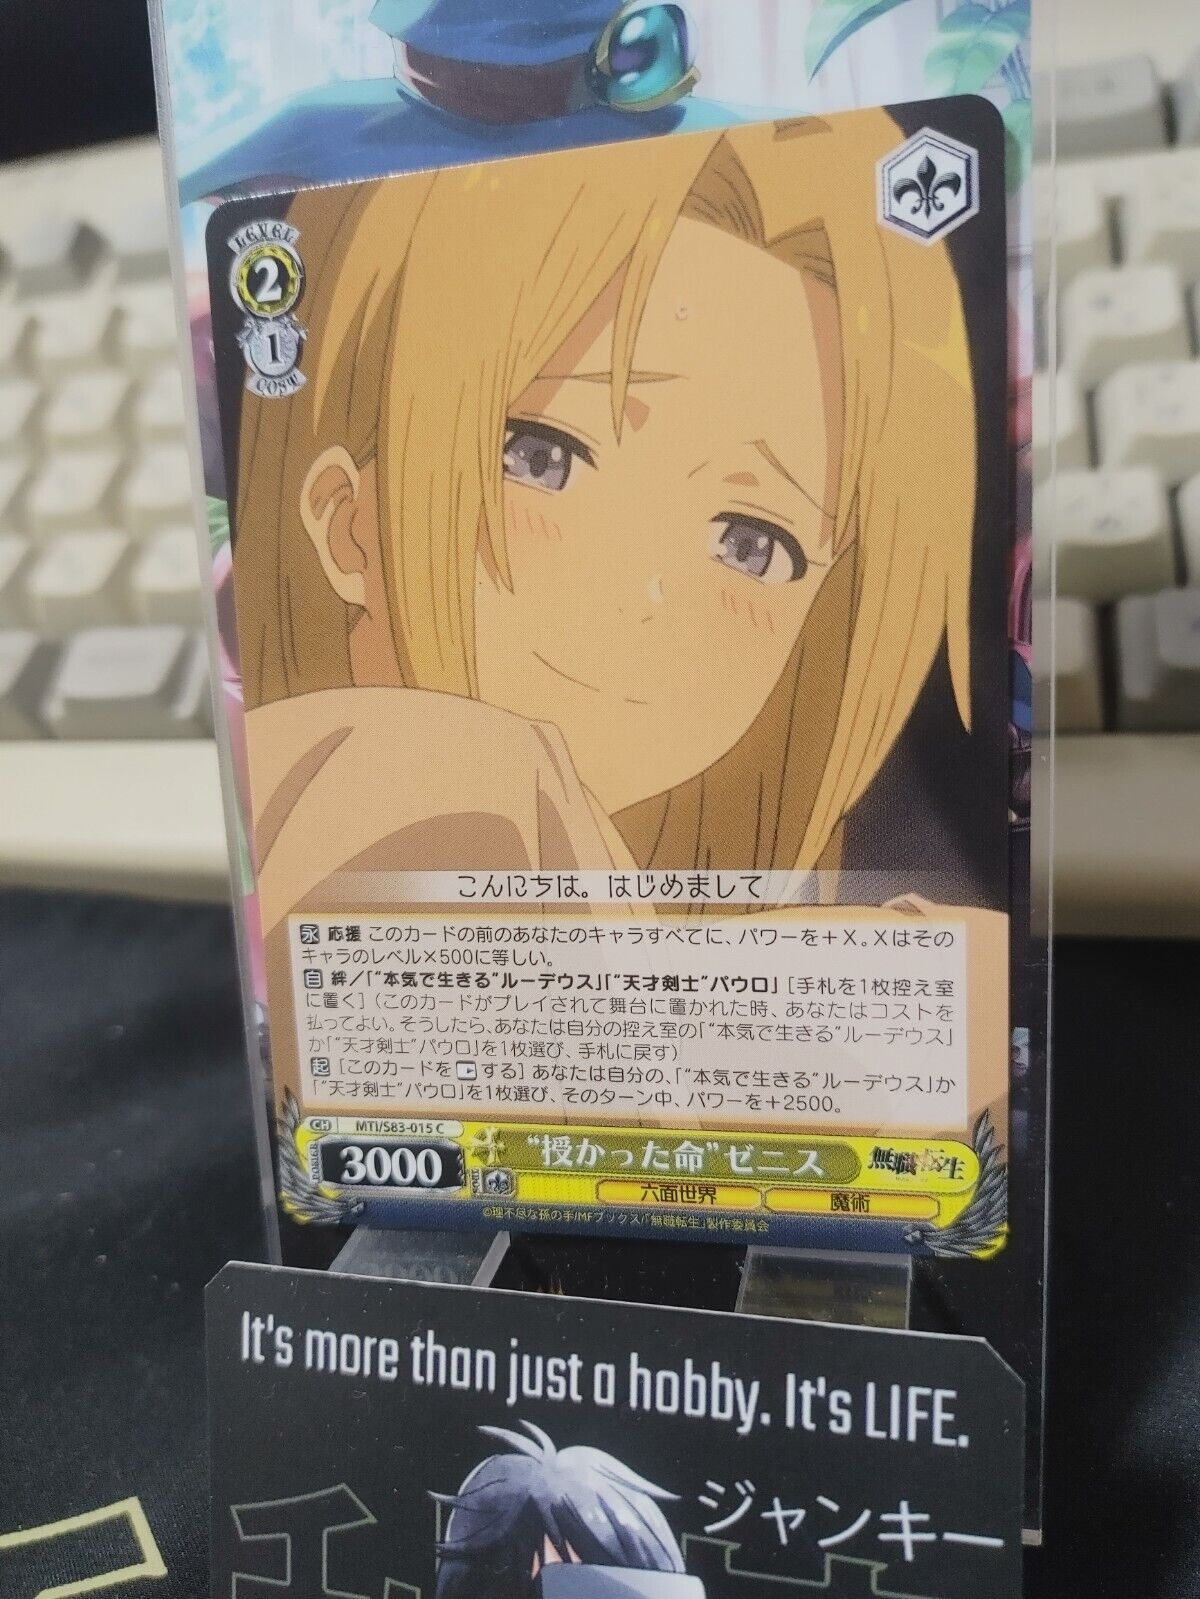 LEVEL
2
1
COST
こんにちは。はじめまして
永 応援 このカードの前のあなたのキャラすべてに、パワーを+X。Xはその
キャラのレベル×500に等しい。
自 絆／「“本気で生きる”ルーデウス」「“天才剣士”パウロ」 [手札を1枚控え室
に置く] (このカードがプレイされて舞台に置かれた時、あなたはコストを
払ってよい。そうしたら、あなたは自分の控え室の「“本気で生きる”ルーデウス」
か「“天才剣士”パウロ」を1枚選び、手札に戻す)
起 [このカードを する] あなたは自分の、「“本気で生きる”ルーデウス」か
「“天才剣士”パウロ」を1枚選び、そのターン中、パワーを+2500。
CH MTI/S83-015 C
POWER 3000
SOUL
“授かった命”ゼニス
無職転生
六面世界 魔術
©理不尽な孫の手/MFブックス/「無職転生」製作委員会
It's more than just a hobby. It's LIFE.
ジャンキー